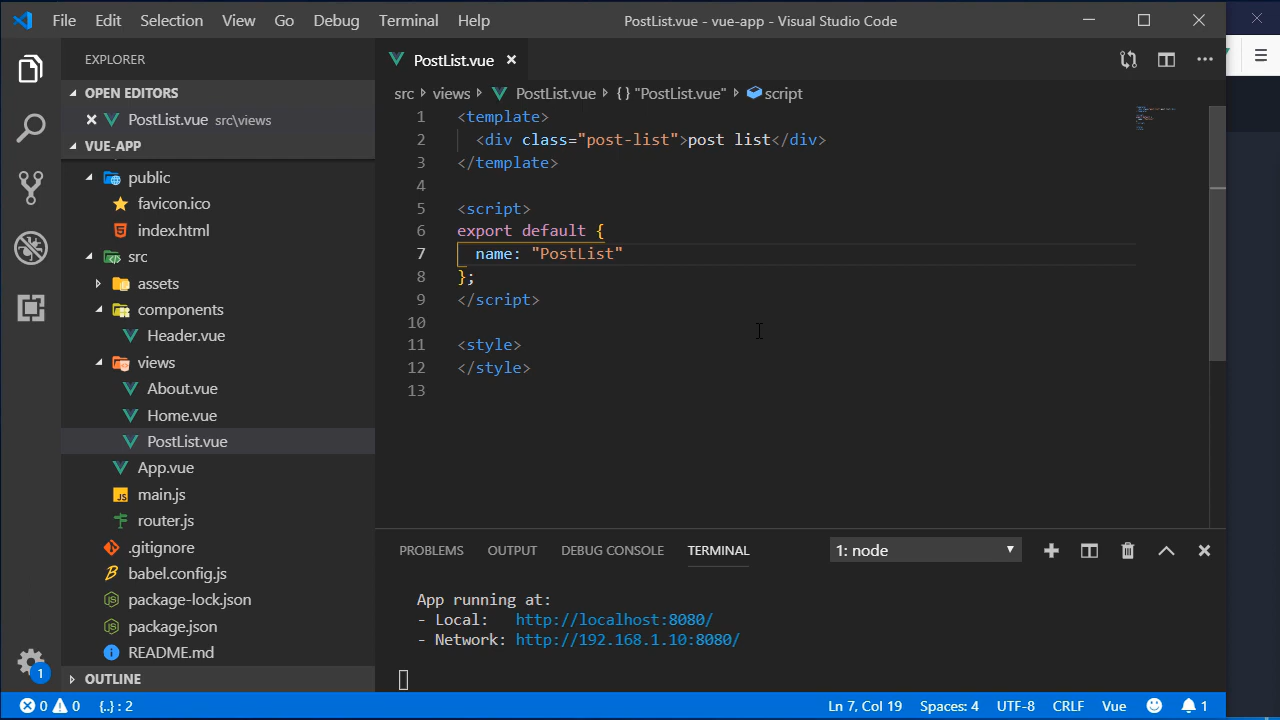 File Edit Selection View Go Debug Terminal Help PostList.vue - vue-app - Visual Studio Code
EXPLORER
OPEN EDITORS
PostList.vue src\views
VUE-APP
public
favicon.ico
index.html
src
assets
components
Header.vue
views
About.vue
Home.vue
PostList.vue
App.vue
main.js
router.js
.gitignore
babel.config.js
package-lock.json
package.json
README.md
OUTLINE
1
PostList.vue
src views PostList.vue {} "PostList.vue" script
1 <template>
2 <div class="post-list">post list</div>
3 </template>
4
5 <script>
6 export default {
7 name: "PostList"
8 };
9 </script>
10
11 <style>
12 </style>
13
PROBLEMS OUTPUT DEBUG CONSOLE TERMINAL 1: node
App running at:
- Local: http://localhost:8080/
- Network: http://192.168.1.10:8080/
0 0 {..} : 2 Ln 7, Col 19 Spaces: 4 UTF-8 CRLF Vue 1